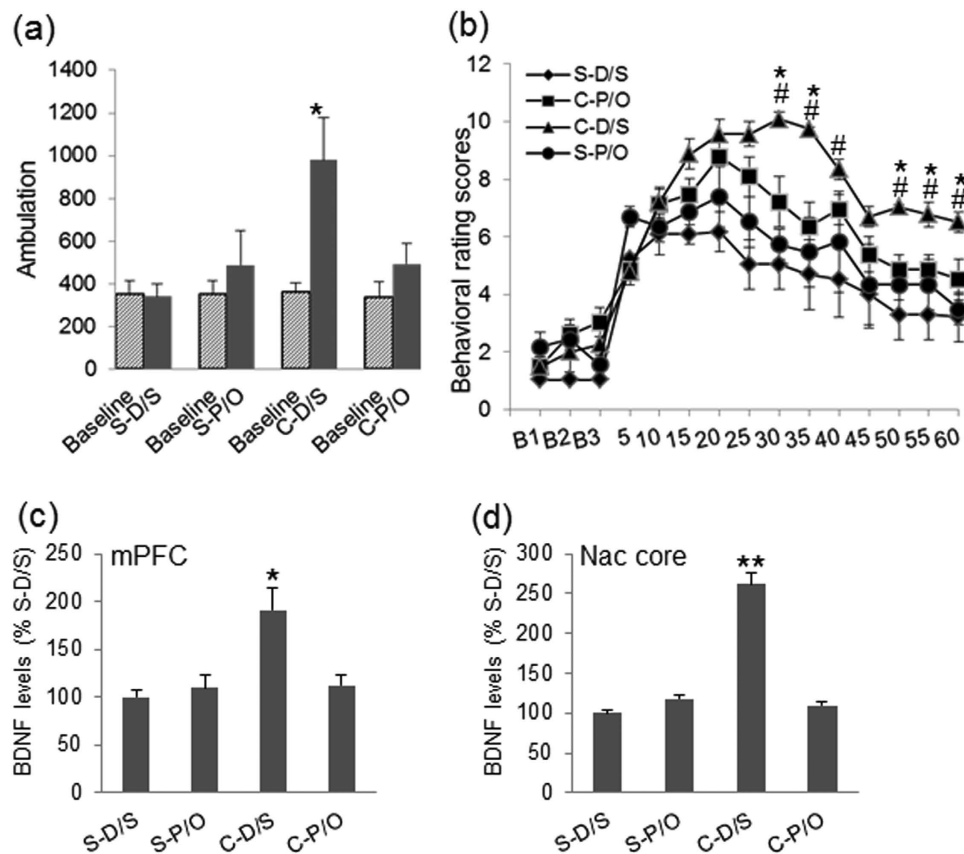 (a)
1400
1200
1000
800
600
400
200
0
Ambulation
*
Baseline
S-D/S
Baseline
S-P/O
Baseline
C-D/S
Baseline
C-P/O
(b)
12
10
8
6
4
2
0
Behavioral rating scores
S-D/S
C-P/O
C-D/S
S-P/O
* * * * *
# # # # # #
B1 B2 B3 5 10 15 20 25 30 35 40 45 50 55 60
(c)
mPFC
250
200
150
100
50
0
BDNF levels (% S-D/S)
*
S-D/S
S-P/O
C-D/S
C-P/O
(d)
Nac core
300
250
200
150
100
50
0
BDNF levels (% S-D/S)
**
S-D/S
S-P/O
C-D/S
C-P/O